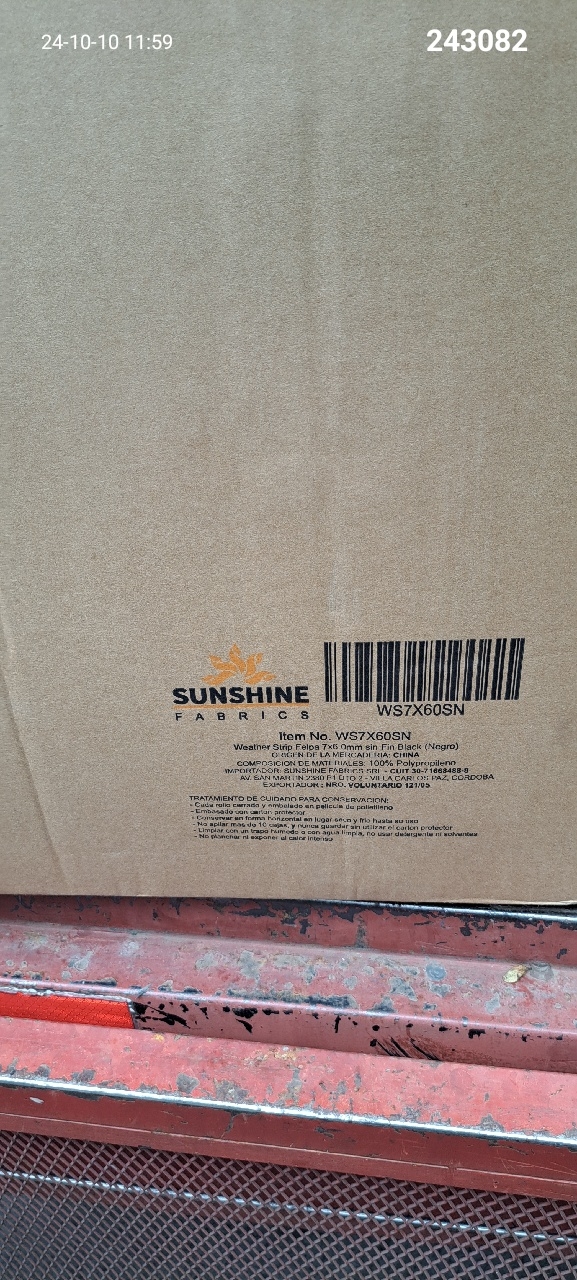 24-10-10 11:59
243082
SUNSHINE
FABRICS
WS7X60SN
Item No. WS7X60SN
Weather Strip Felpa 7x6.0mm sin Fin Black (Negro)
ORIGEN DE LA MERCADERIA: CHINA
COMPOSICION DE MATERIALES: 100% Polypropileno
IMPORTADOR: SUNSHINE FABRICS SRL - CUIT 30-71668488-8
AV. SAN MARTIN 2380 P1 DTO 2 - VILLA CARLOS PAZ, CORDOBA
EXPORTADOR: NRO. VOLUNTARIO 121/05
TRATAMIENTO DE CUIDADO PARA CONSERVACION:
- Cada rollo cerrado y embalado en pelicula de polietileno
- Embasado con carton protector
- Conservar en forma horizontal en lugar seco y frio hasta su uso
- No apilar mas de 10 cajas, y nunca guardar sin utilizar el carton protector
- Limpiar con un trapo humedo o con agua limpia, no usar detergente ni solventes
- No planchar ni exponer al calor intenso